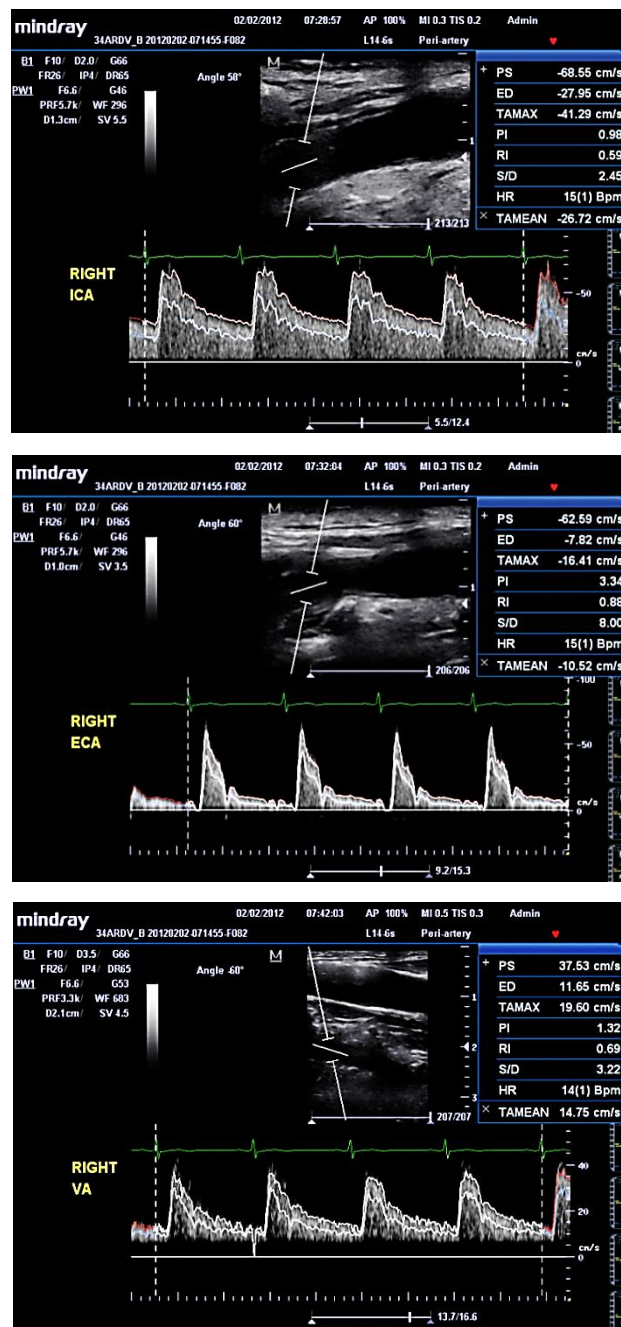 mindray
02/02/2012 07:28:57 AP 100% MI 0.3 TIS 0.2 Admin
34ARDV_B 20120202-071455-F082 L14-6s Peri-artery
B1 F10/ D2.0/ G66
FR26/ IP4/ DR65
PW1 F6.6/ G46
PRF5.7k/ WF 296
D1.3cm/ SV 5.5
Angle 58°
M
1
213/213
+ PS -68.55 cm/s
ED -27.95 cm/s
TAMAX -41.29 cm/s
PI 0.98
RI 0.59
S/D 2.45
HR 15(1) Bpm
× TAMEAN -26.72 cm/s
RIGHT
ICA
-50
cm/s
0
5.5/12.4
mindray
02/02/2012 07:32:04 AP 100% MI 0.3 TIS 0.2 Admin
34ARDV_B 20120202-071455-F082 L14-6s Peri-artery
B1 F10/ D2.0/ G66
FR26/ IP4/ DR65
PW1 F6.6/ G46
PRF5.7k/ WF 296
D1.0cm/ SV 3.5
Angle 60°
M
1
206/206
+ PS -62.59 cm/s
ED -7.82 cm/s
TAMAX -16.41 cm/s
PI 3.34
RI 0.88
S/D 8.00
HR 15(1) Bpm
× TAMEAN -10.52 cm/s
RIGHT
ECA
-100
-50
cm/s
0
9.2/15.3
mindray
02/02/2012 07:42:03 AP 100% MI 0.5 TIS 0.3 Admin
34ARDV_B 20120202-071455-F082 L14-6s Peri-artery
B1 F10/ D3.5/ G66
FR26/ IP4/ DR65
PW1 F6.6/ G53
PRF3.3k/ WF 683
D2.1cm/ SV 4.5
Angle -60°
M
1
2
3
207/207
+ PS 37.53 cm/s
ED 11.65 cm/s
TAMAX 19.60 cm/s
PI 1.32
RI 0.69
S/D 3.22
HR 14(1) Bpm
× TAMEAN 14.75 cm/s
RIGHT
VA
40
20
cm/s
0
13.7/16.6